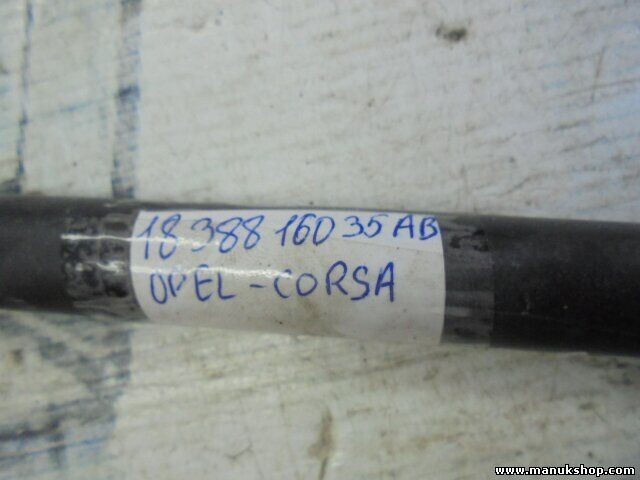 18 388 160 35 AB
OPEL - CORSA
www.manukshop.com